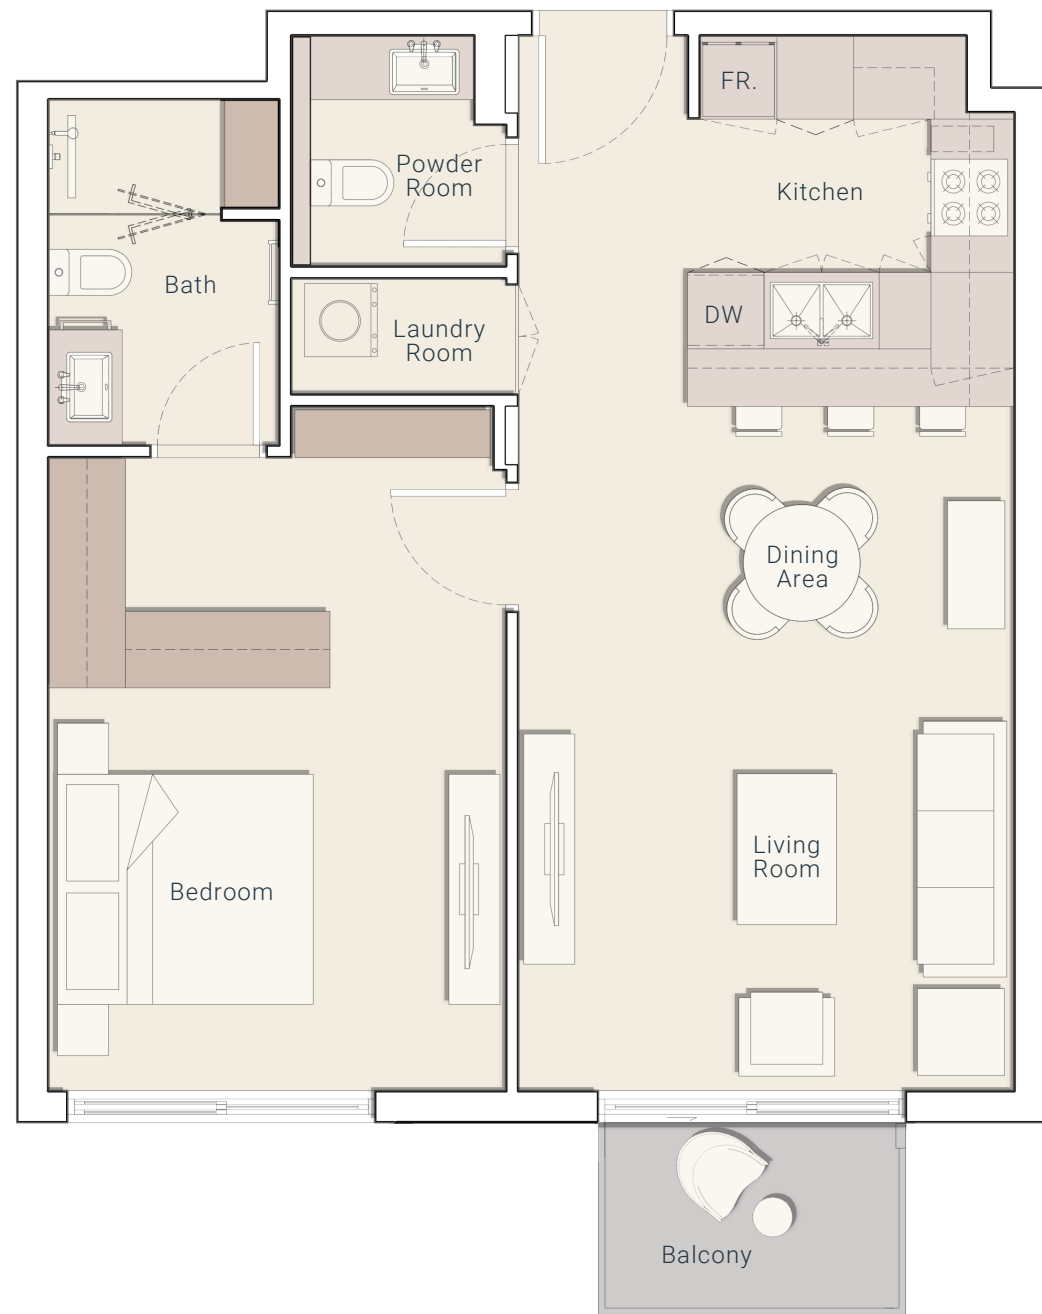 FR.
Powder
Room
Kitchen
Bath
DW
Laundry
Room
Dining
Area
Living
Room
Bedroom
Balcony